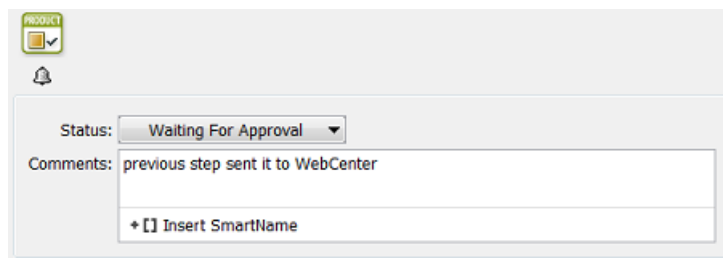 PRODUCT
Status: Waiting For Approval
Comments: previous step sent it to WebCenter
+ [] Insert SmartName